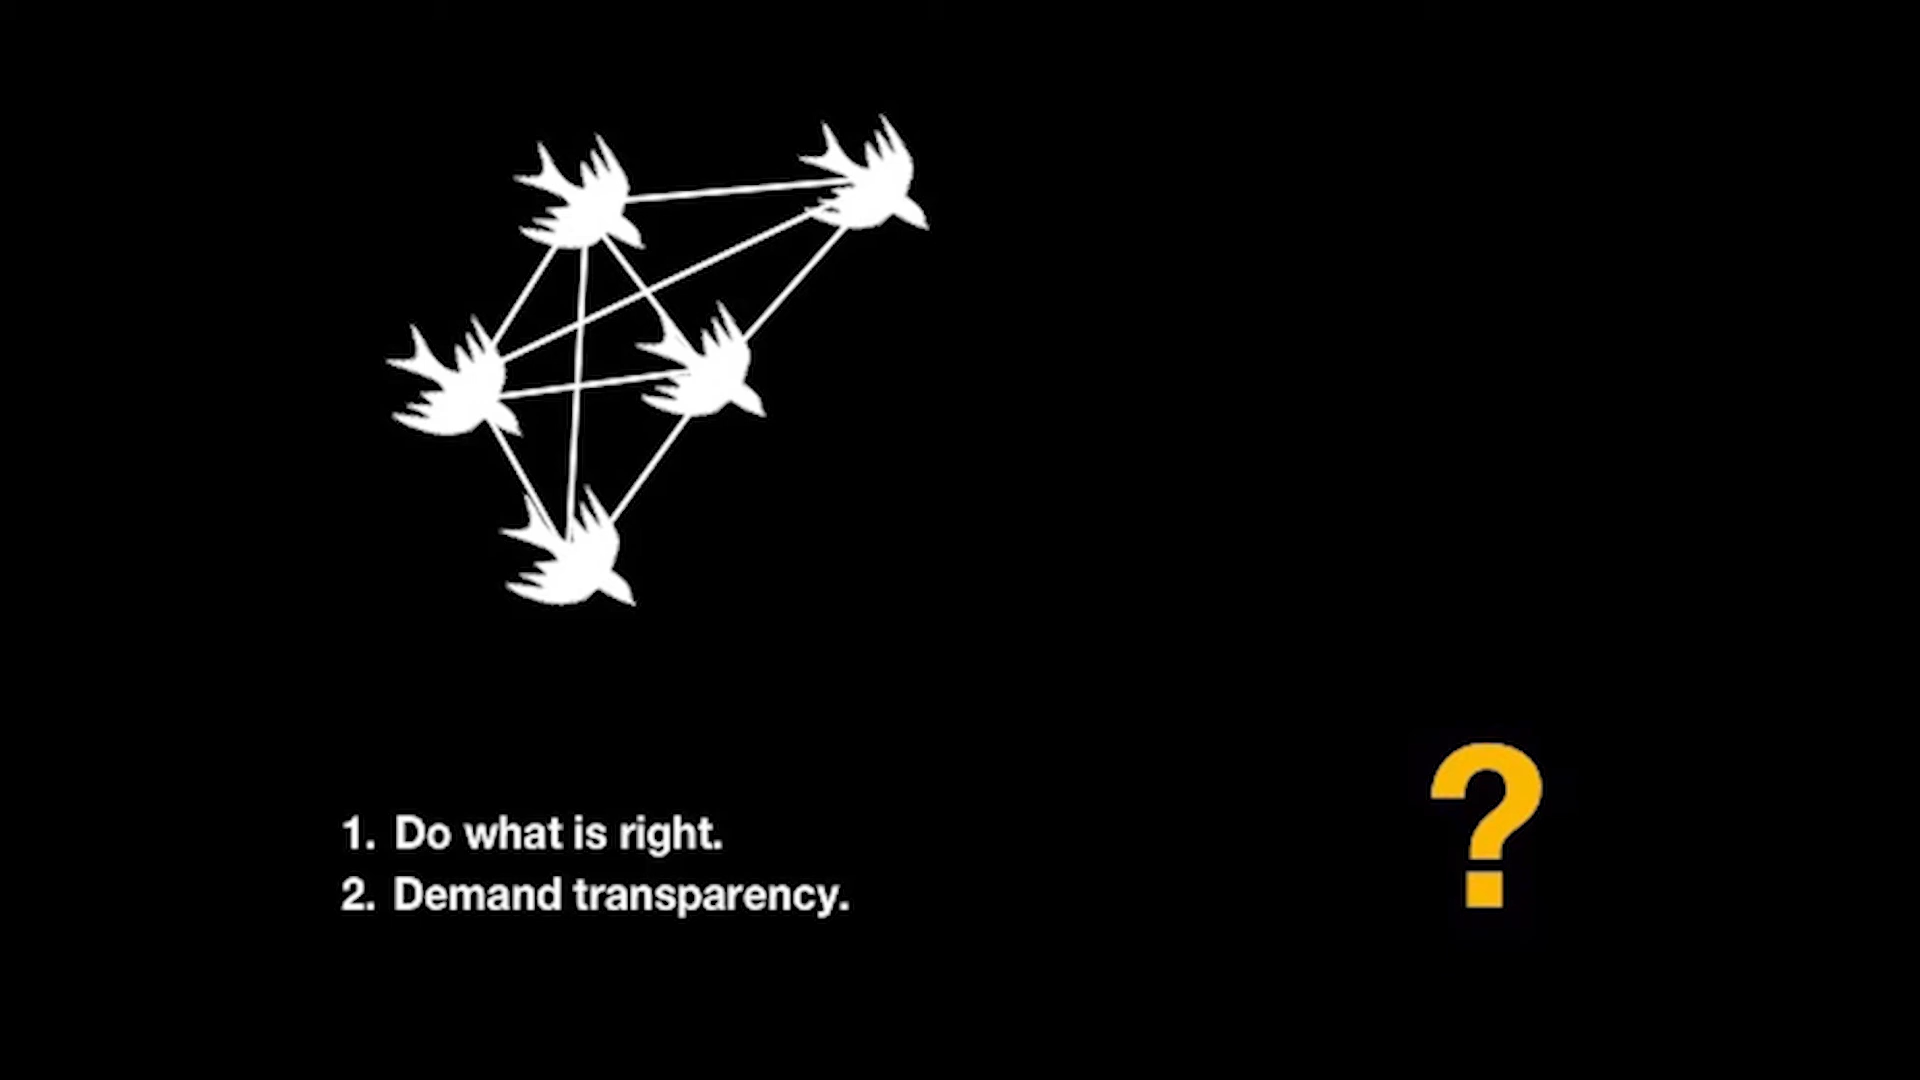 1. Do what is right.
2. Demand transparency.
?